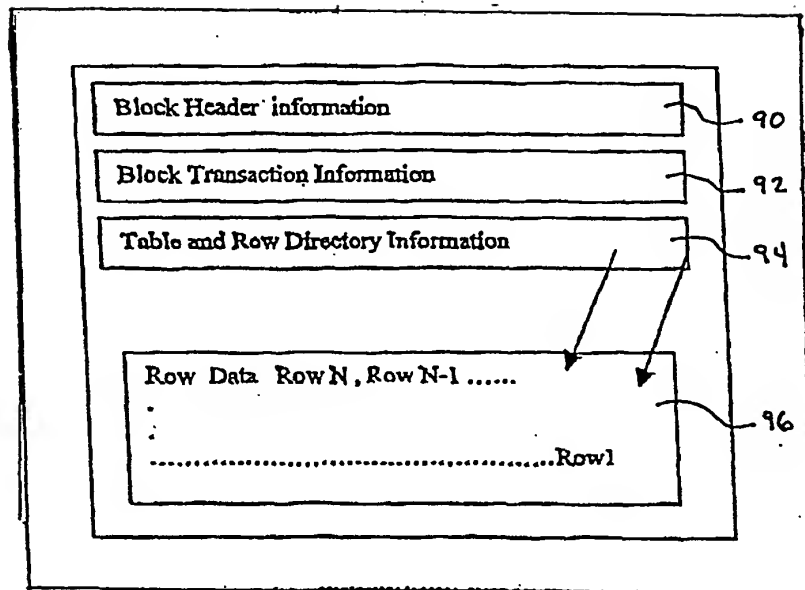 Block Header information
90
Block Transaction Information
92
Table and Row Directory Information
94
Row Data Row N, Row N-1 ......
.
.
..................................................Row1
96